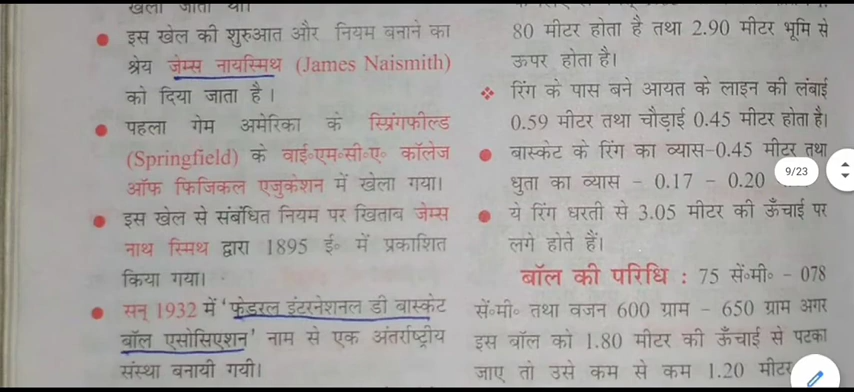 खेला जाता था।
इस खेल की शुरुआत और नियम बनाने का
श्रेय जेम्स नायस्मिथ (James Naismith)
को दिया जाता है।
पहला गेम अमेरिका के स्प्रिंगफील्ड
(Springfield) के वाई॰एम॰सी॰ए॰ कॉलेज
ऑफ फिजिकल एजुकेशन में खेला गया।
इस खेल से संबंधित नियम पर खिताब जेम्स
नाथ स्मिथ द्वारा 1895 ई॰ में प्रकाशित
किया गया।
सन् 1932 में 'फेडरल इंटरनेशनल डी बास्केट
बॉल एसोसिएशन' नाम से एक अंतर्राष्ट्रीय
संस्था बनायी गयी।
80 मीटर होता है तथा 2.90 मीटर भूमि से
ऊपर होता है।
रिंग के पास बने आयत के लाइन की लंबाई
0.59 मीटर तथा चौड़ाई 0.45 मीटर होता है।
बास्केट के रिंग का व्यास-0.45 मीटर तथा
धुता का व्यास - 0.17 - 0.20
ये रिंग धरती से 3.05 मीटर की ऊँचाई पर
लगे होते हैं।
बॉल की परिधि : 75 सें॰मी॰ - 078
सें॰मी॰ तथा वजन 600 ग्राम - 650 ग्राम अगर
इस बॉल को 1.80 मीटर की ऊँचाई से पटका
जाए तो उसे कम से कम 1.20 मीटर
9/23